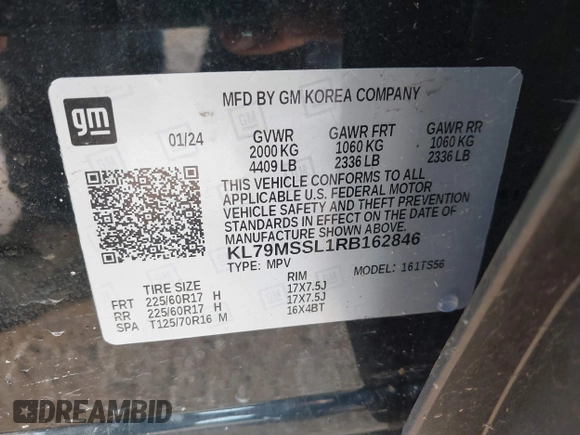 MFD BY GM KOREA COMPANY
gm
01/24 GVWR GAWR FRT GAWR RR
2000 KG 1060 KG 1060 KG
4409 LB 2336 LB 2336 LB
THIS VEHICLE CONFORMS TO ALL
APPLICABLE U.S. FEDERAL MOTOR
VEHICLE SAFETY AND THEFT PREVENTION
STANDARDS IN EFFECT ON THE DATE OF
MANUFACTURE SHOWN ABOVE.
KL79MSSL1RB162846
TYPE: MPV MODEL: 161TS56
TIRE SIZE RIM
FRT 225/60R17 H 17X7.5J
RR 225/60R17 H 17X7.5J
SPA T125/70R16 M 16X4BT
DREAMBID